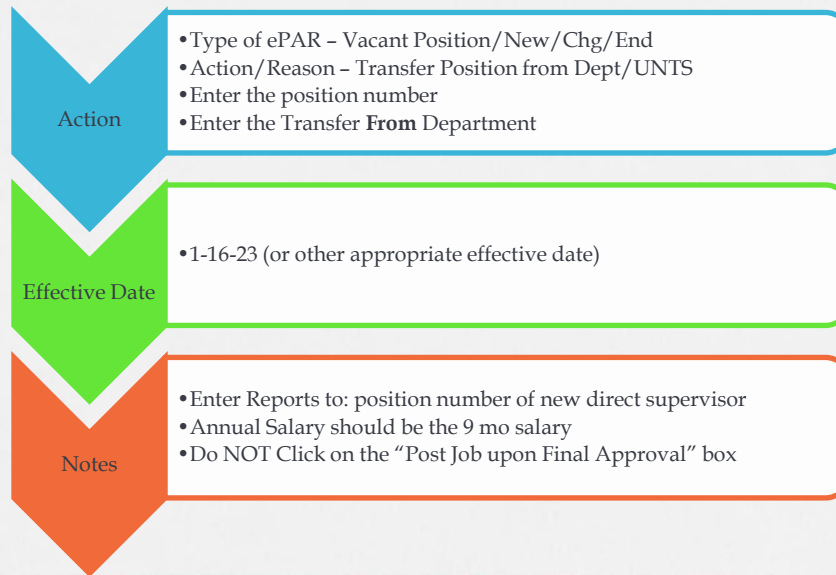 Action
•Type of ePAR – Vacant Position/New/Chg/End
•Action/Reason – Transfer Position from Dept/UNTS
•Enter the position number
•Enter the Transfer From Department
Effective Date
•1-16-23 (or other appropriate effective date)
Notes
•Enter Reports to: position number of new direct supervisor
•Annual Salary should be the 9 mo salary
•Do NOT Click on the “Post Job upon Final Approval” box